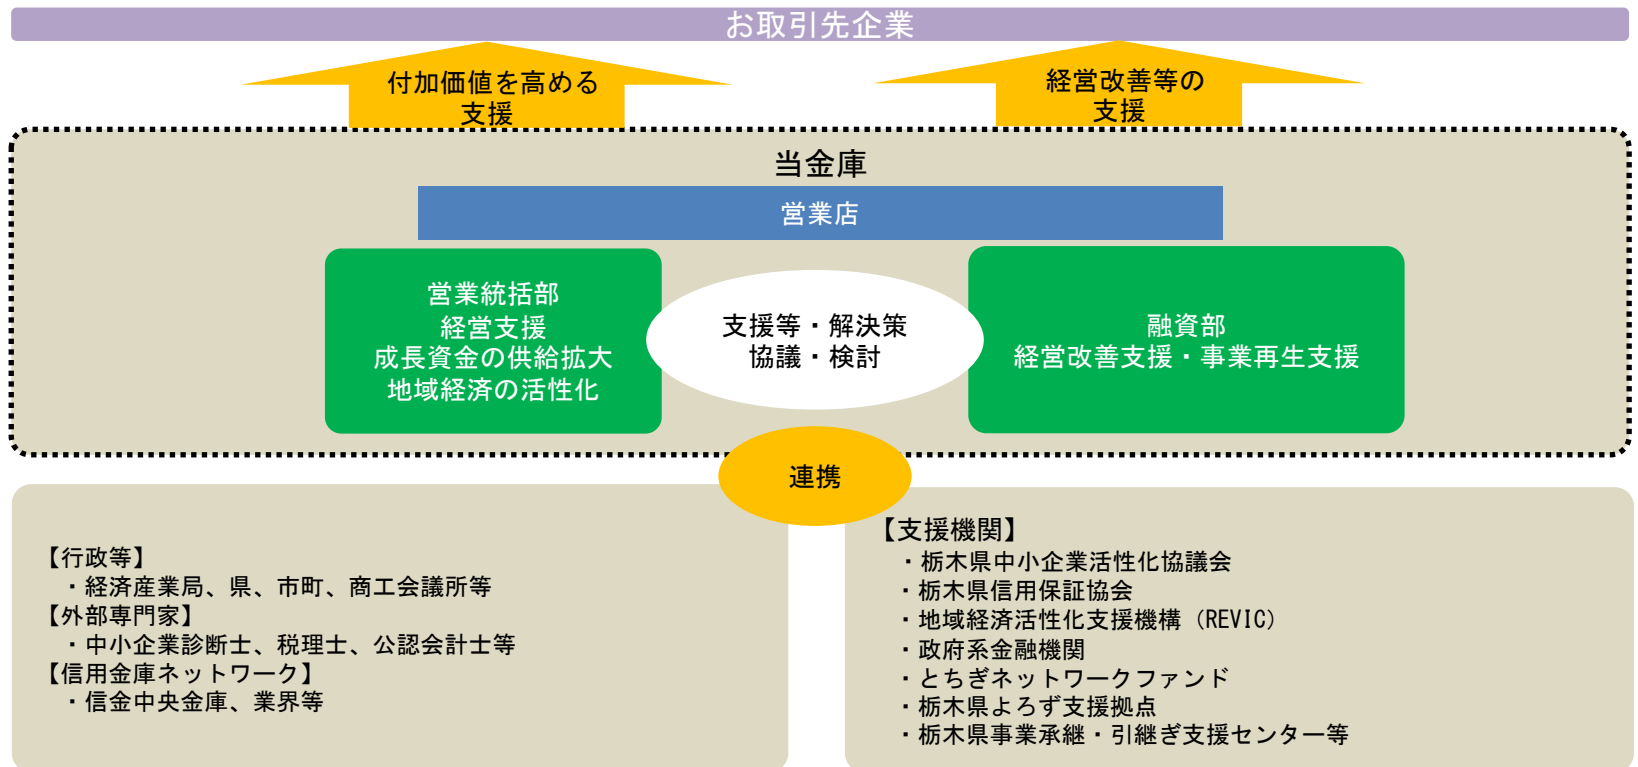 お取引先企業
付加価値を高める
支援
経営改善等の
支援
当金庫
営業店
営業統括部
経営支援
成長資金の供給拡大
地域経済の活性化
支援等・解決策
協議・検討
融資部
経営改善支援・事業再生支援
連携
【行政等】
・経済産業局、県、市町、商工会議所等
【外部専門家】
・中小企業診断士、税理士、公認会計士等
【信用金庫ネットワーク】
・信金中央金庫、業界等
【支援機関】
・栃木県中小企業活性化協議会
・栃木県信用保証協会
・地域経済活性化支援機構（REVIC）
・政府系金融機関
・とちぎネットワークファンド
・栃木県よろず支援拠点
・栃木県事業承継・引継ぎ支援センター等